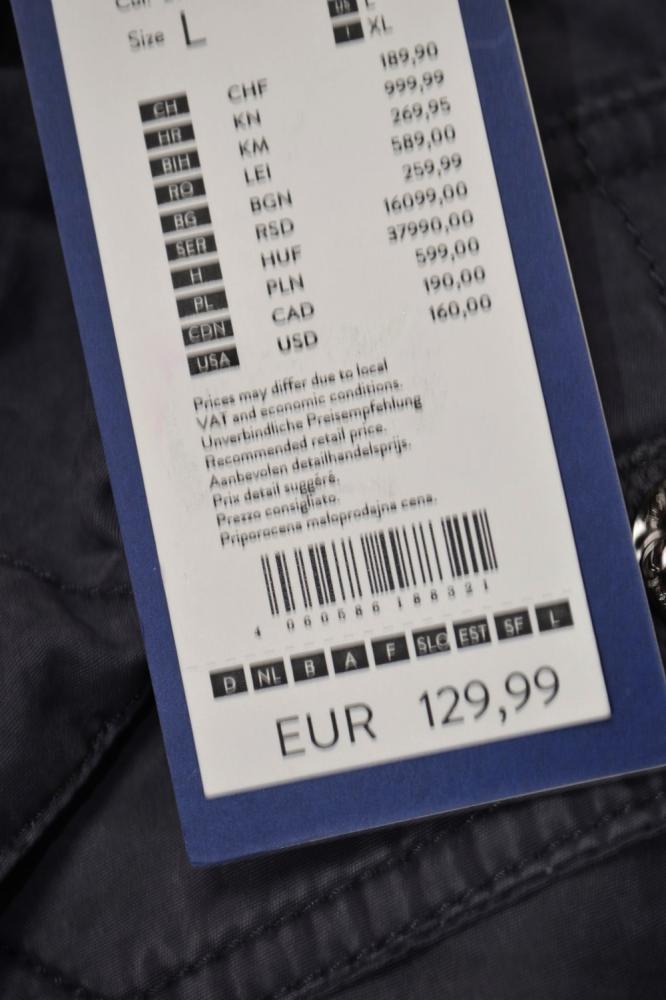 Size L
I XL
CH CHF 189,90
HR KN 999,99
BIH KM 269,95
RO LEI 589,00
BG BGN 259,99
SER RSD 16099,00
H HUF 37990,00
PL PLN 599,00
CDN CAD 190,00
USA USD 160,00
Prices may differ due to local
VAT and economic conditions.
Unverbindliche Preisempfehlung
Recommended retail price.
Aanbevolen detailhandelsprijs.
Prix detail suggéré.
Prezzo consigliato.
Priporocena maloprodajna cena.
4 060686 188321
D NL B A F SLO EST SF L
EUR 129,99